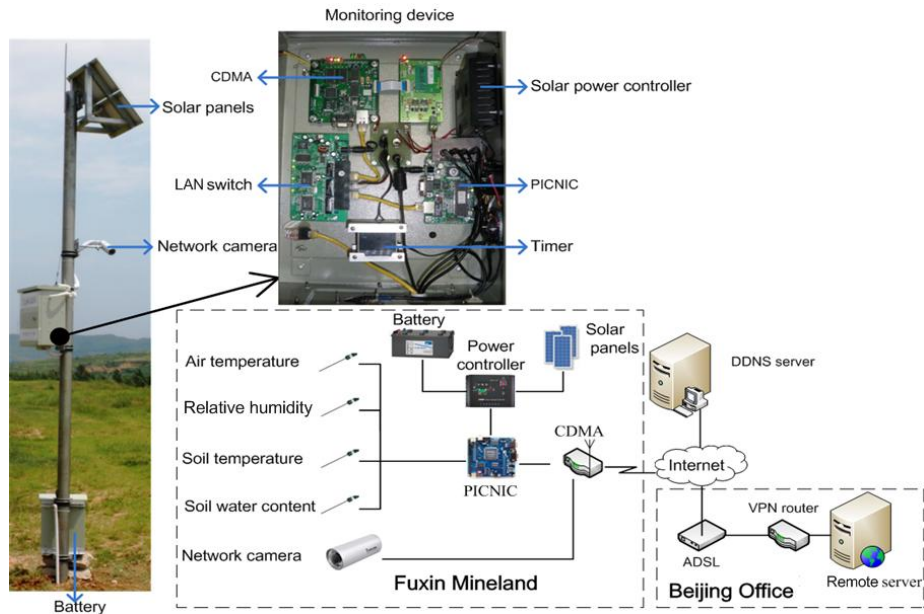 Monitoring device
CDMA
Solar panels
Solar power controller
LAN switch
PICNIC
Network camera
Timer
Battery
Battery
Power
controller
Solar
panels
Air temperature
Relative humidity
Soil temperature
Soil water content
Network camera
PICNIC
CDMA
Fuxin Mineland
DDNS server
Internet
VPN router
ADSL
Remote server
Beijing Office